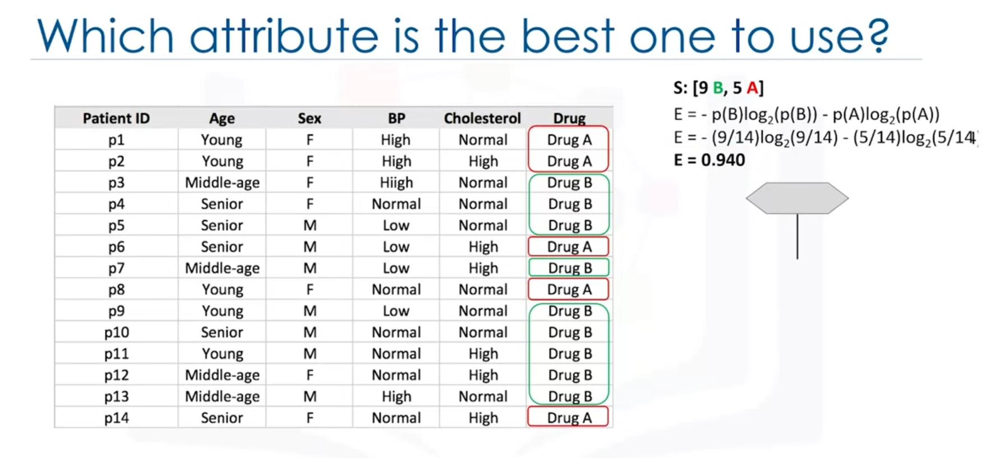 Which attribute is the best one to use?
S: [9 B, 5 A]
E = - p(B)log₂(p(B)) - p(A)log₂(p(A))
E = - (9/14)log₂(9/14) - (5/14)log₂(5/14)
E = 0.940
Patient ID Age Sex BP Cholesterol Drug
p1 Young F High Normal Drug A
p2 Young F High High Drug A
p3 Middle-age F Hiigh Normal Drug B
p4 Senior F Normal Normal Drug B
p5 Senior M Low Normal Drug B
p6 Senior M Low High Drug A
p7 Middle-age M Low High Drug B
p8 Young F Normal Normal Drug A
p9 Young M Low Normal Drug B
p10 Senior M Normal Normal Drug B
p11 Young M Normal High Drug B
p12 Middle-age F Normal High Drug B
p13 Middle-age M High Normal Drug B
p14 Senior F Normal High Drug A